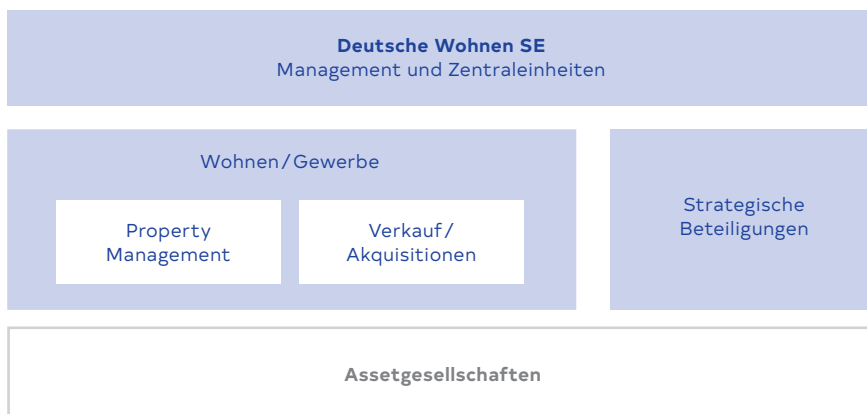 Deutsche Wohnen SE
Management und Zentraleinheiten
Wohnen/Gewerbe
Property
Management
Verkauf/
Akquisitionen
Strategische
Beteiligungen
Assetgesellschaften